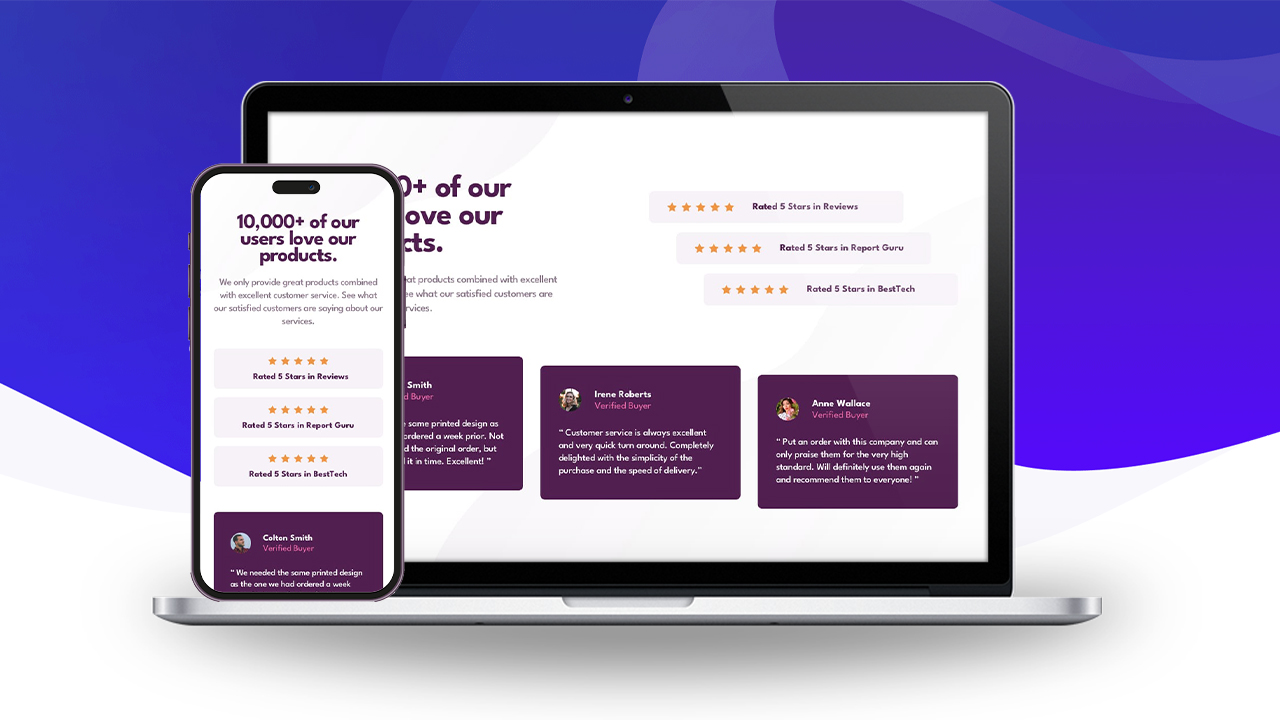 10,000+ of our
users love our
products.
We only provide great products combined
with excellent customer service. See what
our satisfied customers are saying about our
services.
Rated 5 Stars in Reviews
Rated 5 Stars in Report Guru
Rated 5 Stars in BestTech
Colton Smith
Verified Buyer
“ We needed the same printed design
as the one we had ordered a week
0+ of our
ove our
cts.
at products combined with excellent
ee what our satisfied customers are
rvices.
Rated 5 Stars in Reviews
Rated 5 Stars in Report Guru
Rated 5 Stars in BestTech
Smith
d Buyer
same printed design as
ordered a week prior. Not
d the original order, but
it in time. Excellent! ”
Irene Roberts
Verified Buyer
“ Customer service is always excellent
and very quick turn around. Completely
delighted with the simplicity of the
purchase and the speed of delivery.”
Anne Wallace
Verified Buyer
“ Put an order with this company and can
only praise them for the very high
standard. Will definitely use them again
and recommend them to everyone! ”